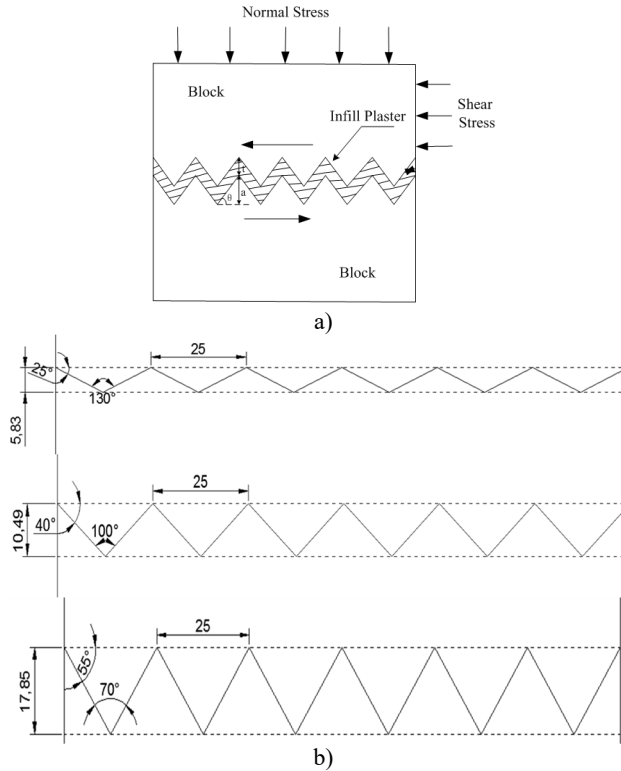 Normal Stress
Block
Shear
Stress
Infill Plaster
t
a
θ
Block
a)
25
25°
130°
5,83
25
40°
100°
10,49
25
55°
70°
17,85
b)